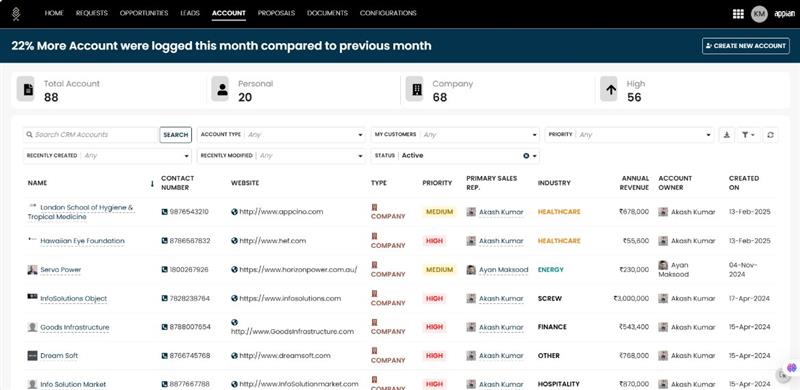 HOME REQUESTS OPPORTUNITIES LEADS ACCOUNT PROPOSALS DOCUMENTS CONFIGURATIONS KM appian
22% More Account were logged this month compared to previous month CREATE NEW ACCOUNT
Total Account Personal Company High
88 20 68 56
Search CRM Accounts SEARCH ACCOUNT TYPE Any MY CUSTOMERS Any PRIORITY Any
RECENTLY CREATED Any RECENTLY MODIFIED Any STATUS Active
NAME CONTACT NUMBER WEBSITE TYPE PRIORITY PRIMARY SALES REP. INDUSTRY ANNUAL REVENUE ACCOUNT OWNER CREATED ON
London School of Hygiene & Tropical Medicine 9876543210 http://www.appcino.com COMPANY MEDIUM Akash Kumar HEALTHCARE ₹678,000 Akash Kumar 13-Feb-2025
Hawaiian Eye Foundation 8786567832 http://www.hef.com COMPANY HIGH Akash Kumar HEALTHCARE ₹55,600 Akash Kumar 13-Feb-2025
Servo Power 1800267926 https://www.horizonpower.com.au/ COMPANY MEDIUM Ayan Maksood ENERGY ₹230,000 Ayan Maksood 04-Nov-2024
InfoSolutions Object 7828238764 https://www.infosolutions.com COMPANY HIGH Akash Kumar SCREW ₹3,000,000 Akash Kumar 17-Apr-2024
Goods Infrastructure 8788007654 http://www.GoodsInfrastructure.com COMPANY HIGH Akash Kumar FINANCE ₹543,400 Akash Kumar 15-Apr-2024
Dream Soft 8766745768 http://www.dreamsoft.com COMPANY HIGH Akash Kumar OTHER ₹768,000 Akash Kumar 15-Apr-2024
Info Solution Market 8877667788 http://www.infoSolutionmarket.com COMPANY HIGH Akash Kumar HOSPITALITY ₹870,000 Akash Kumar 15-Apr-2024